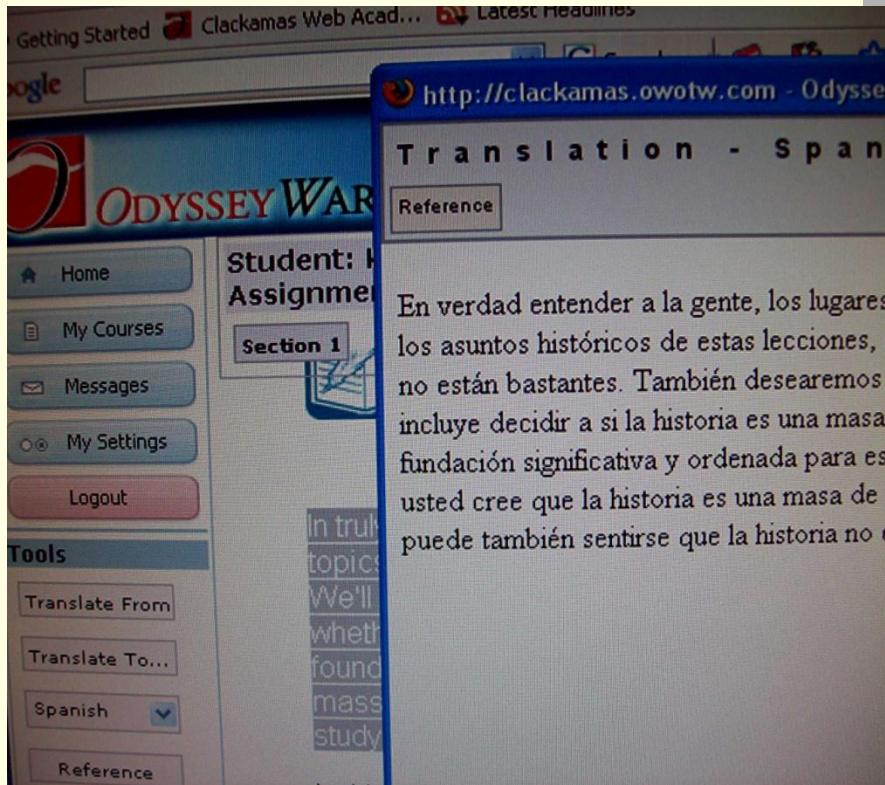 Getting Started Clackamas Web Acad... Latest Headlines
ogle
http://clackamas.owotw.com - Odysse
Translation - Span
Reference
ODYSSEY WAR
Home
My Courses
Messages
My Settings
Logout
Tools
Translate From
Translate To...
Spanish
Reference
Student:
Assignme
Section 1
In trul
topics
We'll
wheth
found
mass
study
En verdad entender a la gente, los lugares
los asuntos históricos de estas lecciones,
no están bastantes. También desearemos
incluye decidir a si la historia es una masa
fundación significativa y ordenada para es
usted cree que la historia es una masa de
puede también sentirse que la historia no